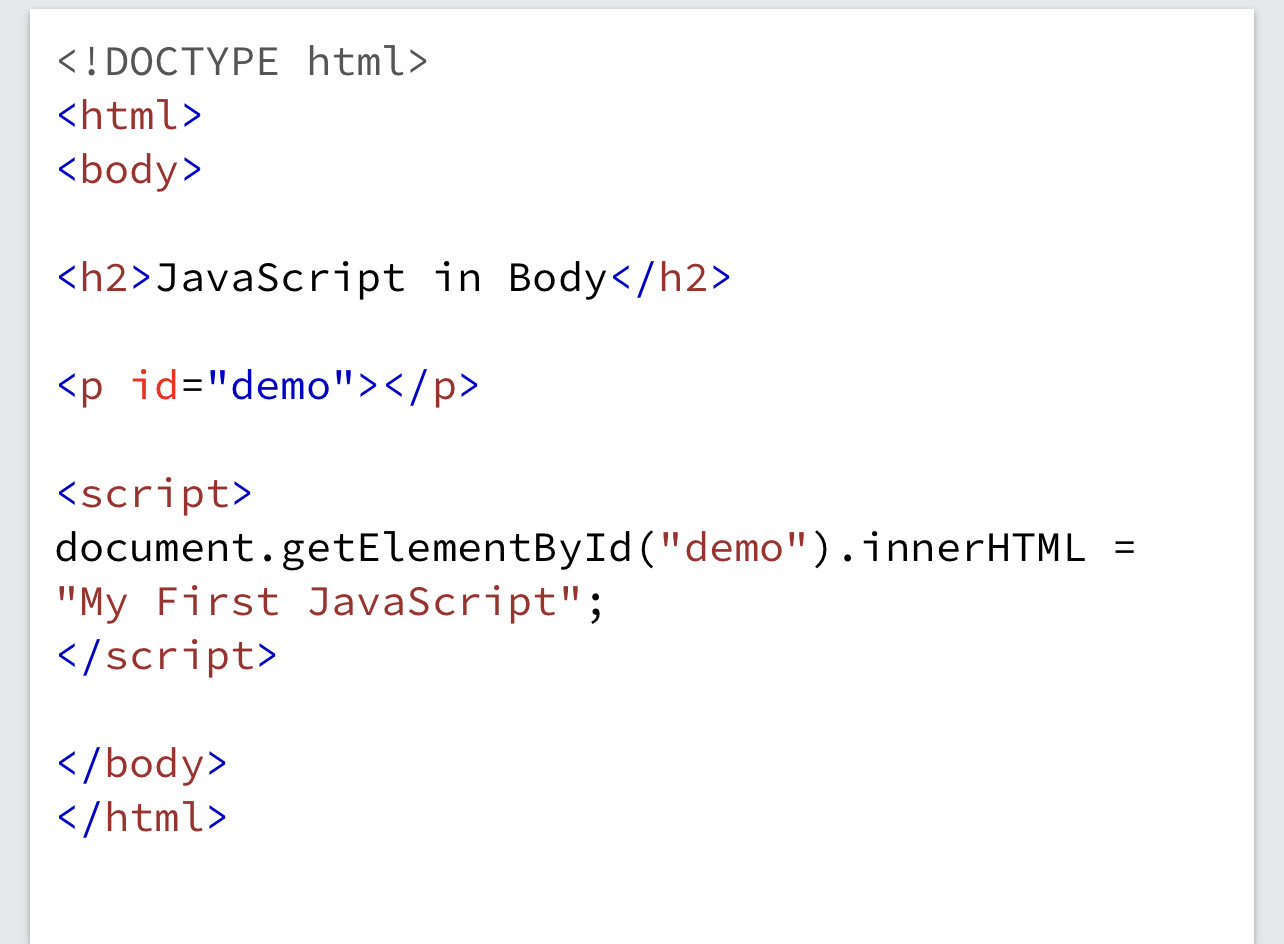 <!DOCTYPE html>
<html>
<body>
<h2>JavaScript in Body</h2>
<p id="demo"></p>
<script>
document.getElementById("demo").innerHTML =
"My First JavaScript";
</script>
</body>
</html>